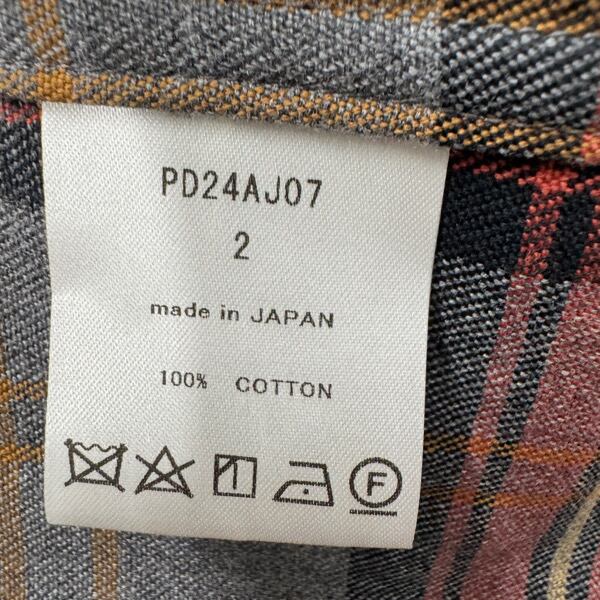 PD24AJ07
2
made in JAPAN
100% COTTON
F